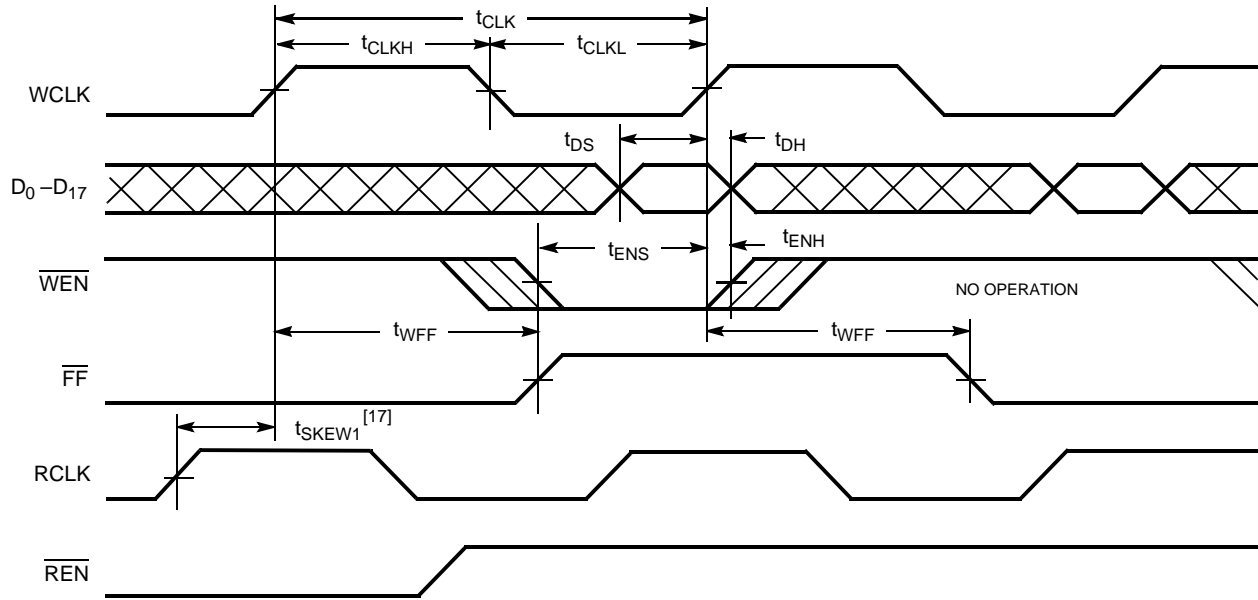 tCLK
tCLKH
tCLKL
WCLK
tDS
tDH
D0 –D17
tENS
tENH
WEN
NO OPERATION
tWFF
tWFF
FF
tSKEW1 [17]
RCLK
REN